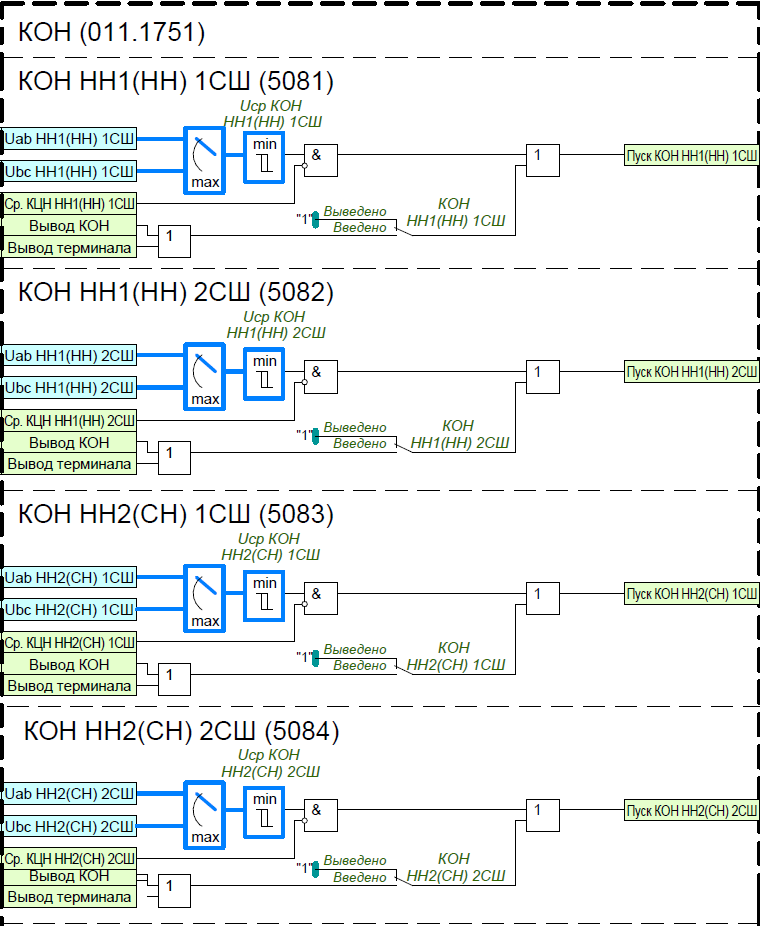 КОН (011.1751)
КОН НН1(НН) 1СШ (5081)
Uср КОН
НН1(НН) 1СШ
Uab НН1(НН) 1СШ
min
&
1
Пуск КОН НН1(НН) 1СШ
Ubc НН1(НН) 1СШ
max
Ср. КЦН НН1(НН) 1СШ
"1"
Выведено
КОН
Вывод КОН
1
Введено
НН1(НН) 1СШ
Вывод терминала
КОН НН1(НН) 2СШ (5082)
Uср КОН
НН1(НН) 2СШ
Uab НН1(НН) 2СШ
min
&
1
Пуск КОН НН1(НН) 2СШ
Ubc НН1(НН) 2СШ
max
Ср. КЦН НН1(НН) 2СШ
"1"
Выведено
КОН
Вывод КОН
1
Введено
НН1(НН) 2СШ
Вывод терминала
КОН НН2(СН) 1СШ (5083)
Uср КОН
НН2(СН) 1СШ
Uab НН2(СН) 1СШ
min
&
1
Пуск КОН НН2(СН) 1СШ
Ubc НН2(СН) 1СШ
max
Ср. КЦН НН2(СН) 1СШ
"1"
Выведено
КОН
Вывод КОН
1
Введено
НН2(СН) 1СШ
Вывод терминала
КОН НН2(СН) 2СШ (5084)
Uср КОН
НН2(СН) 2СШ
Uab НН2(СН) 2СШ
min
&
1
Пуск КОН НН2(СН) 2СШ
Ubc НН2(СН) 2СШ
max
Ср. КЦН НН2(СН) 2СШ
"1"
Выведено
КОН
Вывод КОН
1
Введено
НН2(СН) 2СШ
Вывод терминала